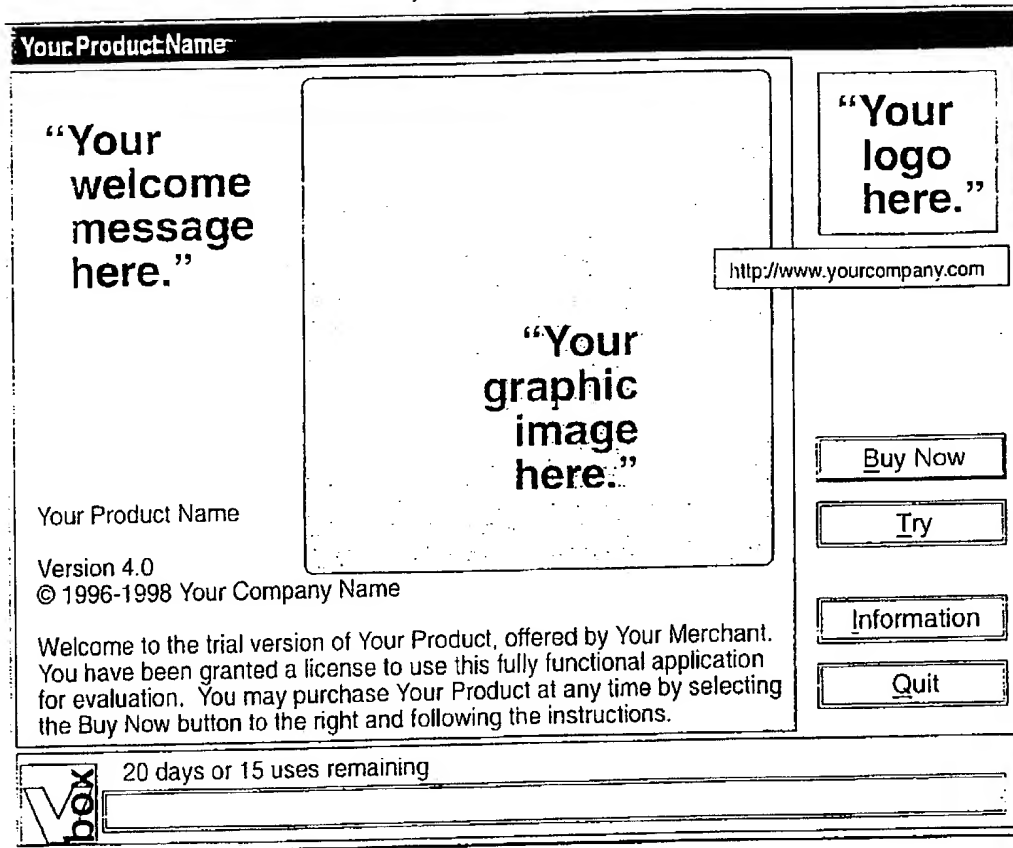 Your Product Name
“Your
welcome
message
here.”
“Your
graphic
image
here.”
“Your
logo
here.”
http://www.yourcompany.com
Buy Now
Try
Information
Quit
Your Product Name
Version 4.0
© 1996-1998 Your Company Name
Welcome to the trial version of Your Product, offered by Your Merchant.
You have been granted a license to use this fully functional application
for evaluation. You may purchase Your Product at any time by selecting
the Buy Now button to the right and following the instructions.
Vbox
20 days or 15 uses remaining